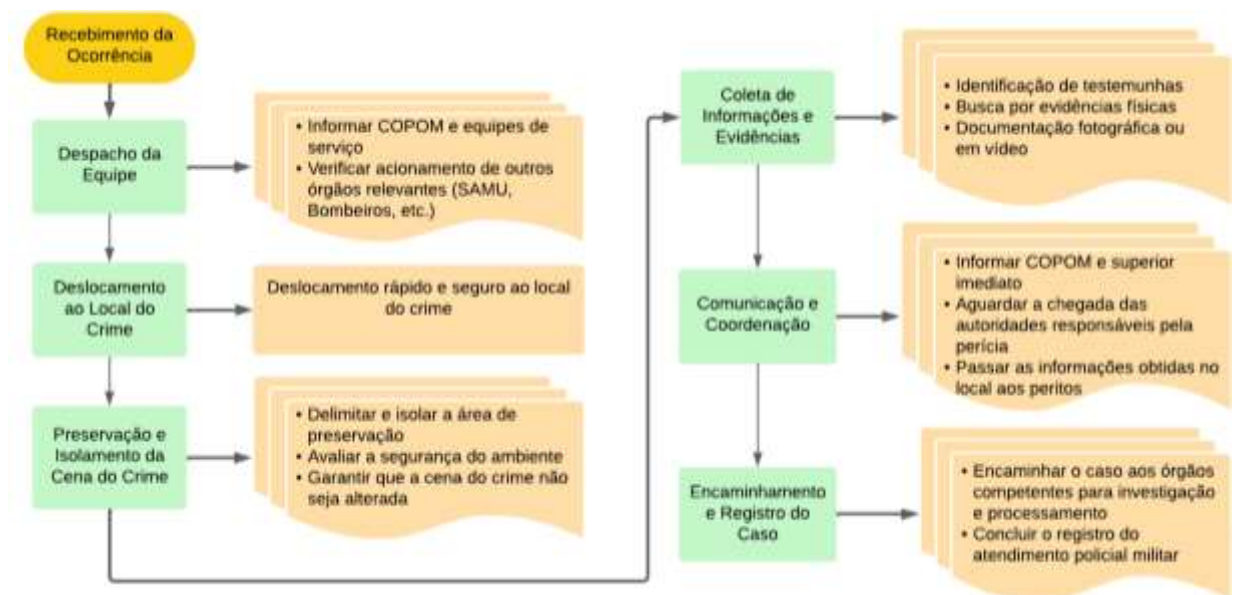 Recebimento da
Ocorrência
Despacho da
Equipe
• Informar COPOM e equipes de
serviço
• Verificar acionamento de outros
órgãos relevantes (SAMU,
Bombeiros, etc.)
Deslocamento
ao Local do
Crime
Deslocamento rápido e seguro ao local
do crime
Preservação e
Isolamento da
Cena do Crime
• Delimitar e isolar a área de
preservação
• Avaliar a segurança do ambiente
• Garantir que a cena do crime não
seja alterada
Coleta de
Informações e
Evidências
• Identificação de testemunhas
• Busca por evidências físicas
• Documentação fotográfica ou
em vídeo
Comunicação e
Coordenação
• Informar COPOM e superior
imediato
• Aguardar a chegada das
autoridades responsáveis pela
perícia
• Passar as informações obtidas no
local aos peritos
Encaminhamento
e Registro do
Caso
• Encaminhar o caso aos órgãos
competentes para investigação
e processamento
• Concluir o registro do
atendimento policial militar